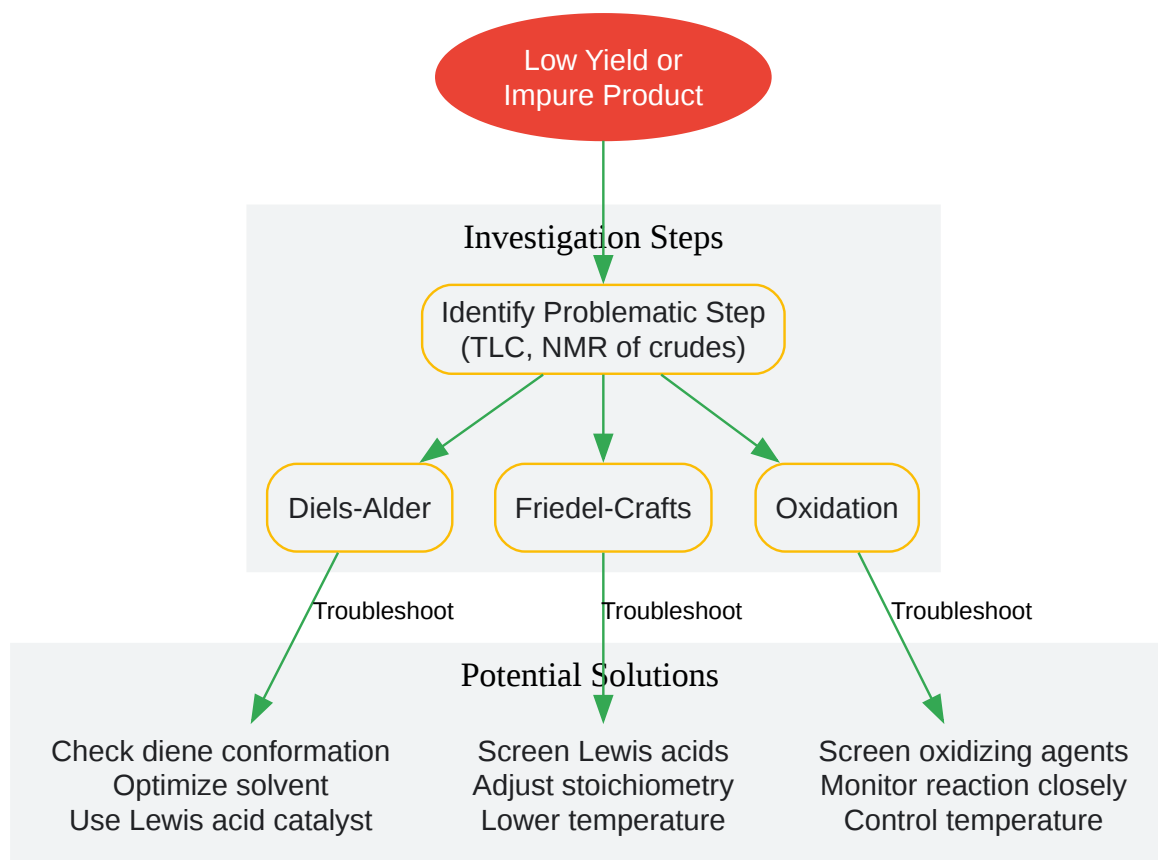 Low Yield or
Impure Product
Investigation Steps
Identify Problematic Step
(TLC, NMR of crudes)
Diels-Alder
Friedel-Crafts
Oxidation
Troubleshoot
Troubleshoot
Troubleshoot
Potential Solutions
Check diene conformation
Optimize solvent
Use Lewis acid catalyst
Screen Lewis acids
Adjust stoichiometry
Lower temperature
Screen oxidizing agents
Monitor reaction closely
Control temperature